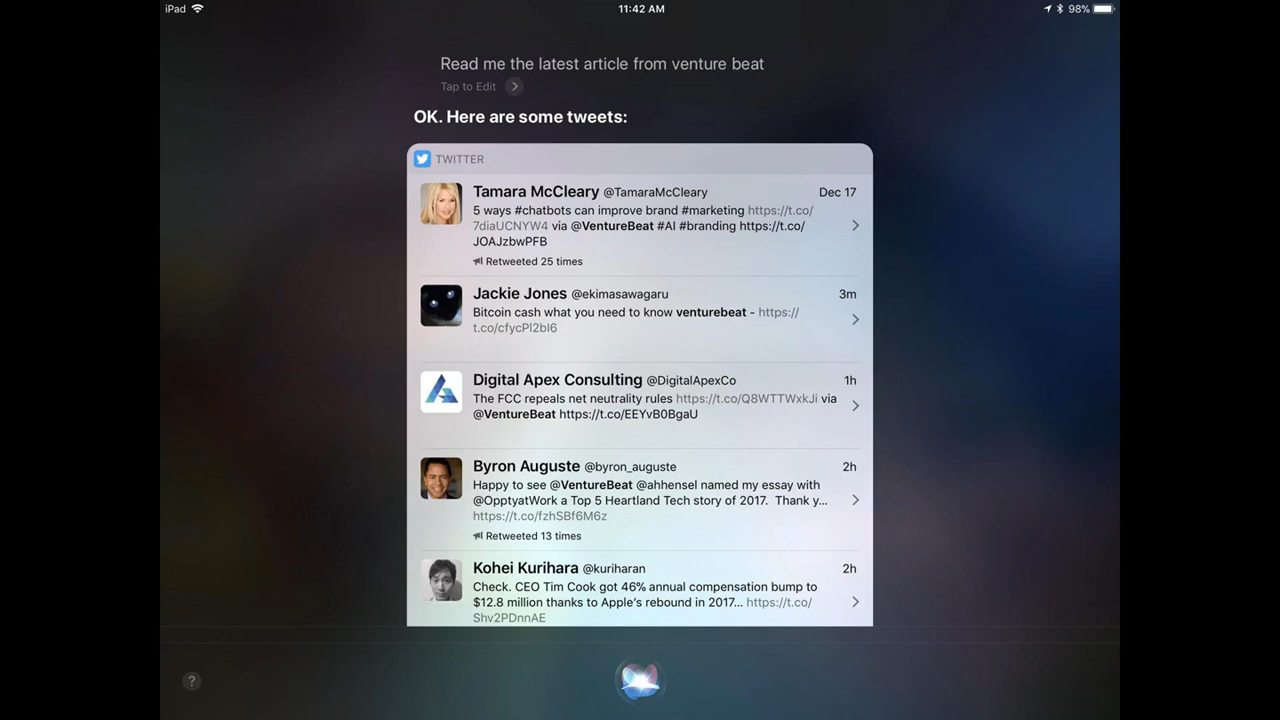 iPad 11:42 AM 98%
Read me the latest article from venture beat
Tap to Edit
OK. Here are some tweets:
TWITTER
Tamara McCleary @TamaraMcCleary Dec 17
5 ways #chatbots can improve brand #marketing https://t.co/
7diaUCNYW4 via @VentureBeat #AI #branding https://t.co/
JOAJzbwPFB
Retweeted 25 times
Jackie Jones @ekimasawagaru 3m
Bitcoin cash what you need to know venturebeat - https://
t.co/cfycPl2bl6
Digital Apex Consulting @DigitalApexCo 1h
The FCC repeals net neutrality rules https://t.co/Q8WTTWxkJi via
@VentureBeat https://t.co/EEYvB0BgaU
Byron Auguste @byron_auguste 2h
Happy to see @VentureBeat @ahhensel named my essay with
@OpptyatWork a Top 5 Heartland Tech story of 2017. Thank y...
https://t.co/fzhSBf6M6z
Retweeted 13 times
Kohei Kurihara @kuriharan 2h
Check. CEO Tim Cook got 46% annual compensation bump to
$12.8 million thanks to Apple's rebound in 2017... https://t.co/
Shv2PDnnAE
?